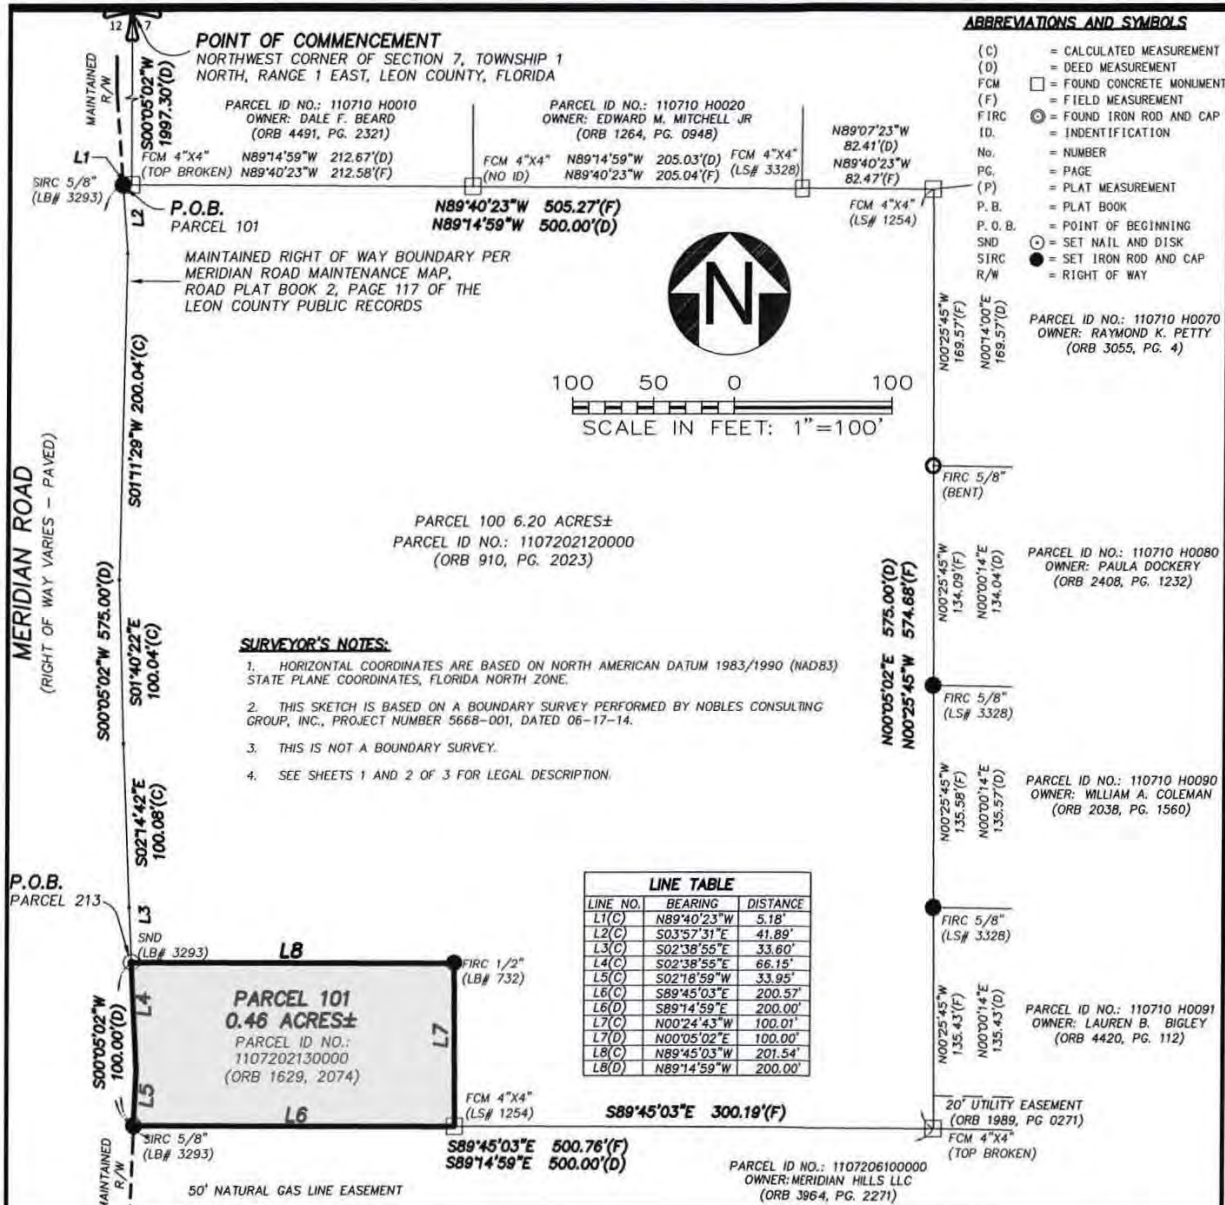 12 7
POINT OF COMMENCEMENT
NORTHWEST CORNER OF SECTION 7, TOWNSHIP 1
NORTH, RANGE 1 EAST, LEON COUNTY, FLORIDA
MAINTAINED
R/W
S00°05'02"W
1997.30'(D)
PARCEL ID NO.: 110710 H0010
OWNER: DALE F. BEARD
(ORB 4491, PG. 2321)
PARCEL ID NO.: 110710 H0020
OWNER: EDWARD M. MITCHELL JR
(ORB 1264, PG. 0948)
N89°07'23"W
82.41'(D)
N89°40'23"W
82.47'(F)
L1
SIRC 5/8"
(LB# 3293)
FCM 4"X4"
(TOP BROKEN)
N89°14'59"W 212.67'(D)
N89°40'23"W 212.58'(F)
FCM 4"X4"
(NO ID)
N89°14'59"W 205.03'(D)
N89°40'23"W 205.04'(F)
FCM 4"X4"
(LS# 3328)
FCM 4"X4"
(LS# 1254)
L2
P.O.B.
PARCEL 101
N89°40'23"W 505.27'(F)
N89°14'59"W 500.00'(D)
MAINTAINED RIGHT OF WAY BOUNDARY PER
MERIDIAN ROAD MAINTENANCE MAP,
ROAD PLAT BOOK 2, PAGE 117 OF THE
LEON COUNTY PUBLIC RECORDS
N
100 50 0 100
SCALE IN FEET: 1"=100'
ABBREVIATIONS AND SYMBOLS
(C) = CALCULATED MEASUREMENT
(D) = DEED MEASUREMENT
FCM = FOUND CONCRETE MONUMENT
(F) = FIELD MEASUREMENT
FIRC = FOUND IRON ROD AND CAP
ID. = INDENTIFICATION
No. = NUMBER
PG. = PAGE
(P) = PLAT MEASUREMENT
P.B. = PLAT BOOK
P.O.B. = POINT OF BEGINNING
SND = SET NAIL AND DISK
SIRC = SET IRON ROD AND CAP
R/W = RIGHT OF WAY
N00°25'45"W
169.57'(F)
N00°14'00"E
169.57'(D)
PARCEL ID NO.: 110710 H0070
OWNER: RAYMOND K. PETTY
(ORB 3055, PG. 4)
FIRC 5/8"
(BENT)
MERIDIAN ROAD
(RIGHT OF WAY VARIES - PAVED)
S01°11'29"W 200.04'(C)
S00°05'02"W 575.00'(D)
S01°40'22"E
100.04'(C)
S02°14'42"E
100.08'(C)
PARCEL 100 6.20 ACRES±
PARCEL ID NO.: 1107202120000
(ORB 910, PG. 2023)
N00°05'02"E 575.00'(D)
N00°25'45"W 574.68'(F)
N00°25'45"W
134.09'(F)
N00°00'14"E
134.04'(D)
PARCEL ID NO.: 110710 H0080
OWNER: PAULA DOCKERY
(ORB 2408, PG. 1232)
FIRC 5/8"
(LS# 3328)
SURVEYOR'S NOTES:
1. HORIZONTAL COORDINATES ARE BASED ON NORTH AMERICAN DATUM 1983/1990 (NAD83)
STATE PLANE COORDINATES, FLORIDA NORTH ZONE.
2. THIS SKETCH IS BASED ON A BOUNDARY SURVEY PERFORMED BY NOBLES CONSULTING
GROUP, INC., PROJECT NUMBER 5668-001, DATED 06-17-14.
3. THIS IS NOT A BOUNDARY SURVEY.
4. SEE SHEETS 1 AND 2 OF 3 FOR LEGAL DESCRIPTION.
N00°25'45"W
135.58'(F)
N00°00'14"E
135.57'(D)
PARCEL ID NO.: 110710 H0090
OWNER: WILLIAM A. COLEMAN
(ORB 2038, PG. 1560)
FIRC 5/8"
(LS# 3328)
P.O.B.
PARCEL 213
L3
SND
(LB# 3293)
L8
FIRC 1/2"
(LB# 732)
LINE TABLE
LINE NO. BEARING DISTANCE
L1(C) N89°40'23"W 5.18'
L2(C) S03°57'31"E 41.89'
L3(C) S02°38'55"E 33.60'
L4(C) S02°38'55"E 66.15'
L5(C) S02°18'59"W 33.95'
L6(C) S89°45'03"E 200.57'
L6(D) S89°14'59"E 200.00'
L7(C) N00°24'43"W 100.01'
L7(D) N00°05'02"E 100.00'
L8(C) N89°45'03"W 201.54'
L8(D) N89°14'59"W 200.00'
S00°05'02"W
100.00'(D)
L4
L5
PARCEL 101
0.46 ACRES±
PARCEL ID NO.:
1107202130000
(ORB 1629, 2074)
L7
L6
N00°25'45"W
135.43'(F)
N00°00'14"E
135.43'(D)
PARCEL ID NO.: 110710 H0091
OWNER: LAUREN B. BIGLEY
(ORB 4420, PG. 112)
SIRC 5/8"
(LB# 3293)
FCM 4"X4"
(LS# 1254)
S89°45'03"E 300.19'(F)
20' UTILITY EASEMENT
(ORB 1989, PG 0271)
FCM 4"X4"
(TOP BROKEN)
S89°45'03"E 500.76'(F)
S89°14'59"E 500.00'(D)
MAINTAINED
R/W
50' NATURAL GAS LINE EASEMENT
PARCEL ID NO.: 1107206100000
OWNER: MERIDIAN HILLS LLC
(ORB 3964, PG. 2271)